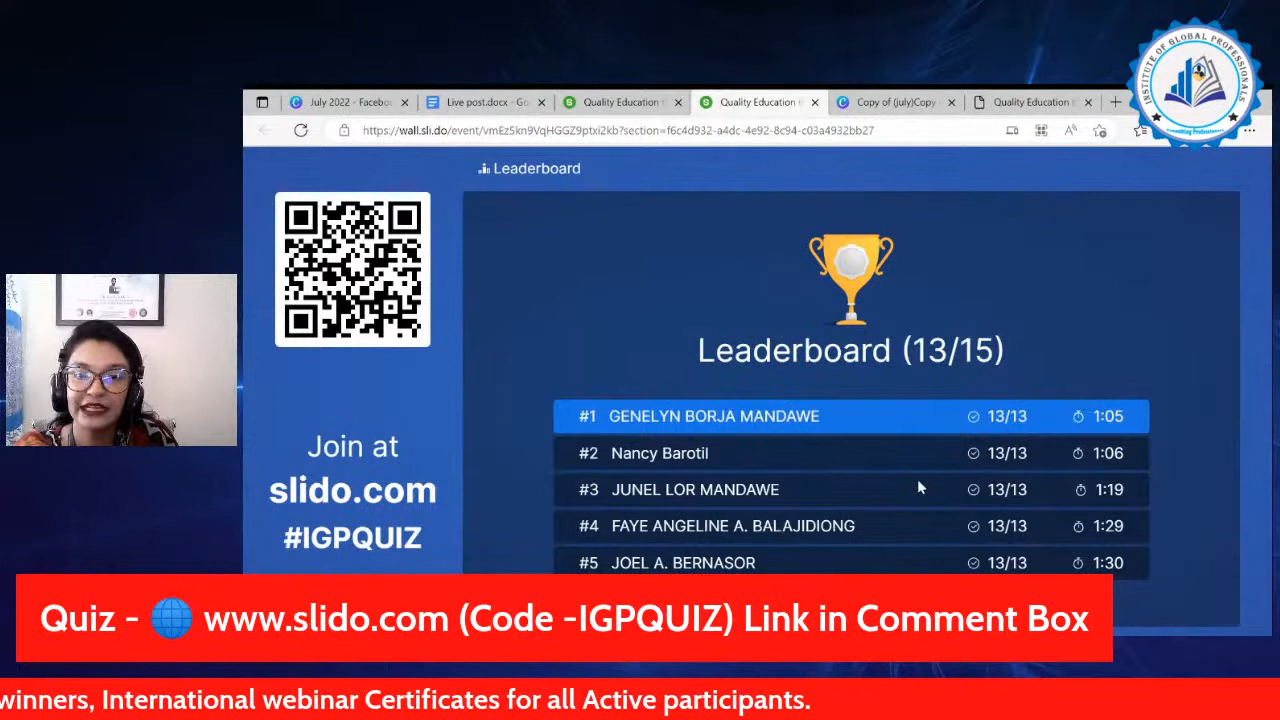 INSTITUTE OF GLOBAL PROFESSIONALS
Connecting Professionals
July 2022 - Facebo
Live post.docx - Go
Quality Education
Quality Education
Copy of (july)Copy
Quality Education
https://wall.sli.do/event/vmEz5kn9VqHGGZ9ptxi2kb?section=f6c4d932-a4dc-4e92-8c94-c03a4932bb27
Leaderboard
Leaderboard (13/15)
#1 GENELYN BORJA MANDAWE 13/13 1:05
#2 Nancy Barotil 13/13 1:06
#3 JUNEL LOR MANDAWE 13/13 1:19
#4 FAYE ANGELINE A. BALAJIDIONG 13/13 1:29
#5 JOEL A. BERNASOR 13/13 1:30
Join at
slido.com
#IGPQUIZ
Quiz - 🌐 www.slido.com (Code -IGPQUIZ) Link in Comment Box
winners, International webinar Certificates for all Active participants.